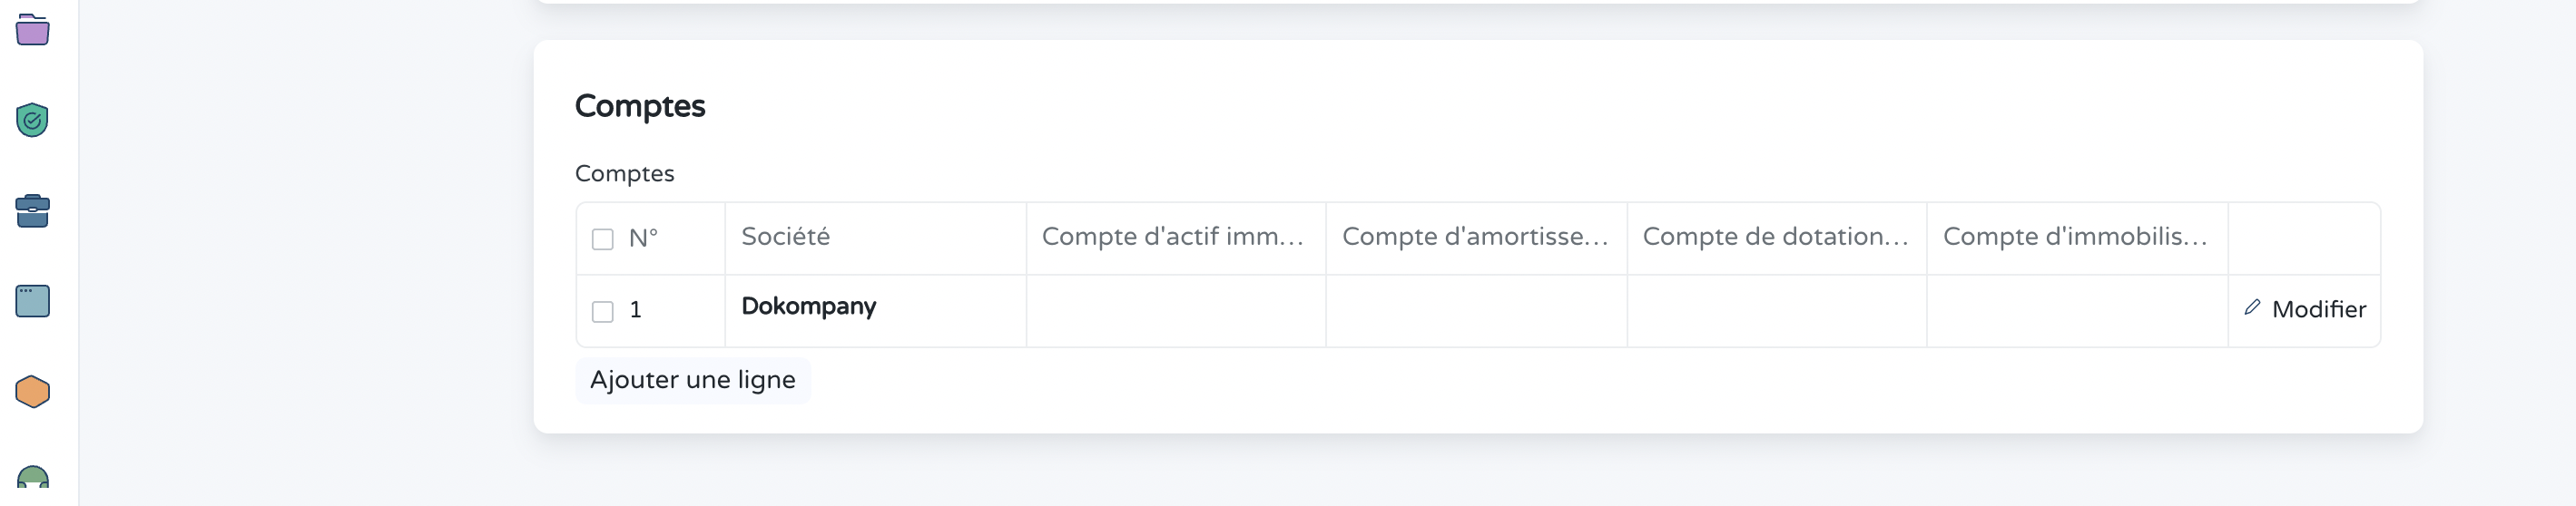 Comptes
Comptes
N° Société Compte d'actif imm... Compte d'amortisse... Compte de dotation... Compte d'immobilis...
1 Dokompany Modifier
Ajouter une ligne